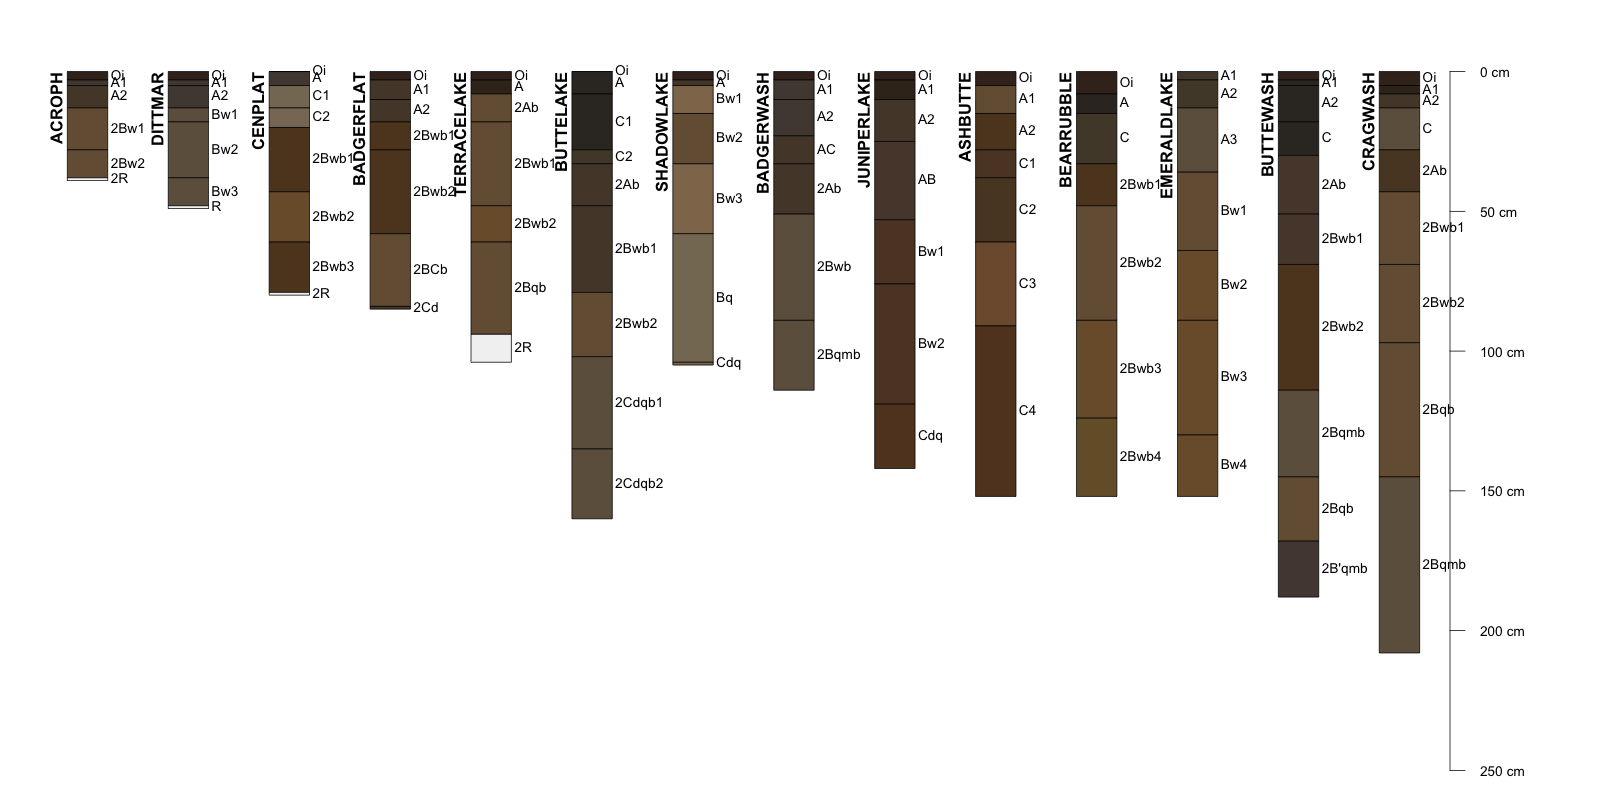 ACROPH
Oi
A1
A2
2Bw1
2Bw2
2R
DITTMAR
Oi
A1
A2
Bw1
Bw2
Bw3
R
CENPLAT
Oi
A
C1
C2
2Bwb1
2Bwb2
2Bwb3
2R
BADGERFLAT
Oi
A1
A2
2Bwb1
2Bwb2
2BCb
2Cd
TERRACELAKE
Oi
A
2Ab
2Bwb1
2Bwb2
2Bqb
2R
BUTTELAKE
Oi
A
C1
C2
2Ab
2Bwb1
2Bwb2
2Cdqb1
2Cdqb2
SHADOWLAKE
Oi
A
Bw1
Bw2
Bw3
Bq
Cdq
BADGERWASH
Oi
A1
A2
AC
2Ab
2Bwb
2Bqmb
JUNIPERLAKE
Oi
A1
A2
AB
Bw1
Bw2
Cdq
ASHBUTTE
Oi
A1
A2
C1
C2
C3
C4
BEARRUBBLE
Oi
A
C
2Bwb1
2Bwb2
2Bwb3
2Bwb4
EMERALDLAKE
A1
A2
A3
Bw1
Bw2
Bw3
Bw4
BUTTEWASH
Oi
A1
A2
C
2Ab
2Bwb1
2Bwb2
2Bqmb
2Bqb
2B'qmb
CRAGWASH
Oi
A1
A2
C
2Ab
2Bwb1
2Bwb2
2Bqb
2Bqmb
0 cm
50 cm
100 cm
150 cm
200 cm
250 cm